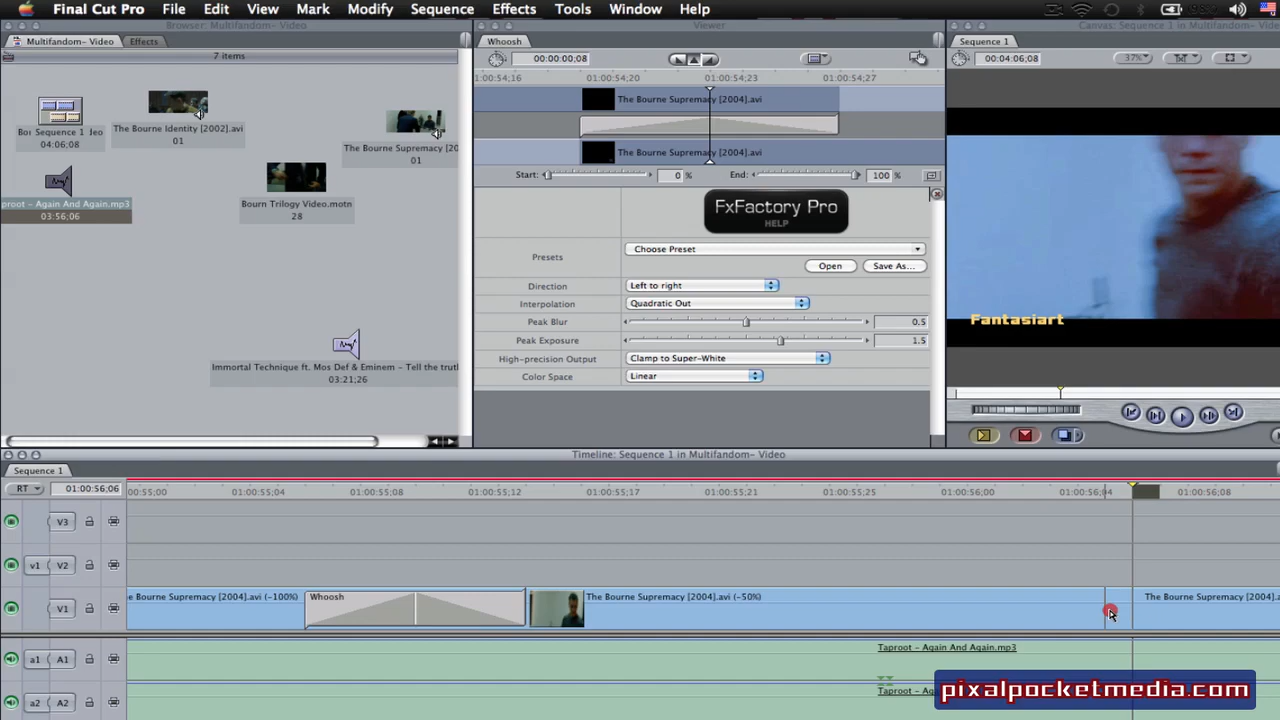 Final Cut Pro File Edit View Mark Modify Sequence Effects Tools Window Help
Browser: Multifandom- Video
Viewer
Canvas: Sequence 1 in Multifandom- Video
Multifandom- Video Effects
Whoosh
Sequence 1
7 items
00:00:00;08
00:04:06;08
37%
1:00:54;16 01:00:54;20 01:00:54;23 01:00:54;27
The Bourne Supremacy [2004].avi
The Bourne Supremacy [2004].avi
Start: 0 % End: 100 %
Sequence 1
04:06;08
The Bourne Identity [2002].avi
01
The Bourne Supremacy [20
01
proot - Again And Again.mp3
03:56;06
Bourn Trilogy Video.motn
28
Immortal Technique ft. Mos Def & Eminem - Tell the trut
03:21;26
FxFactory Pro
HELP
Presets
Choose Preset
Open Save As...
Direction Left to right
Interpolation Quadratic Out
Peak Blur 0.5
Peak Exposure 1.5
High-precision Output Clamp to Super-White
Color Space Linear
Fantasiart
Timeline: Sequence 1 in Multifandom- Video
Sequence 1
RT 01:00:56;06
:00:55;00 01:00:55;04 01:00:55;08 01:00:55;12 01:00:55;17 01:00:55;21 01:00:55;25 01:00:56;00 01:00:56;04 01:00:56;08
V3
v1 V2
V1
e Bourne Supremacy [2004].avi (-100%) Whoosh The Bourne Supremacy [2004].avi (-50%) The Bourne Supremacy [2004].a
a1 A1
Taproot - Again And Again.mp3
a2 A2
Taproot - Ag
pixalpocketmedia.com